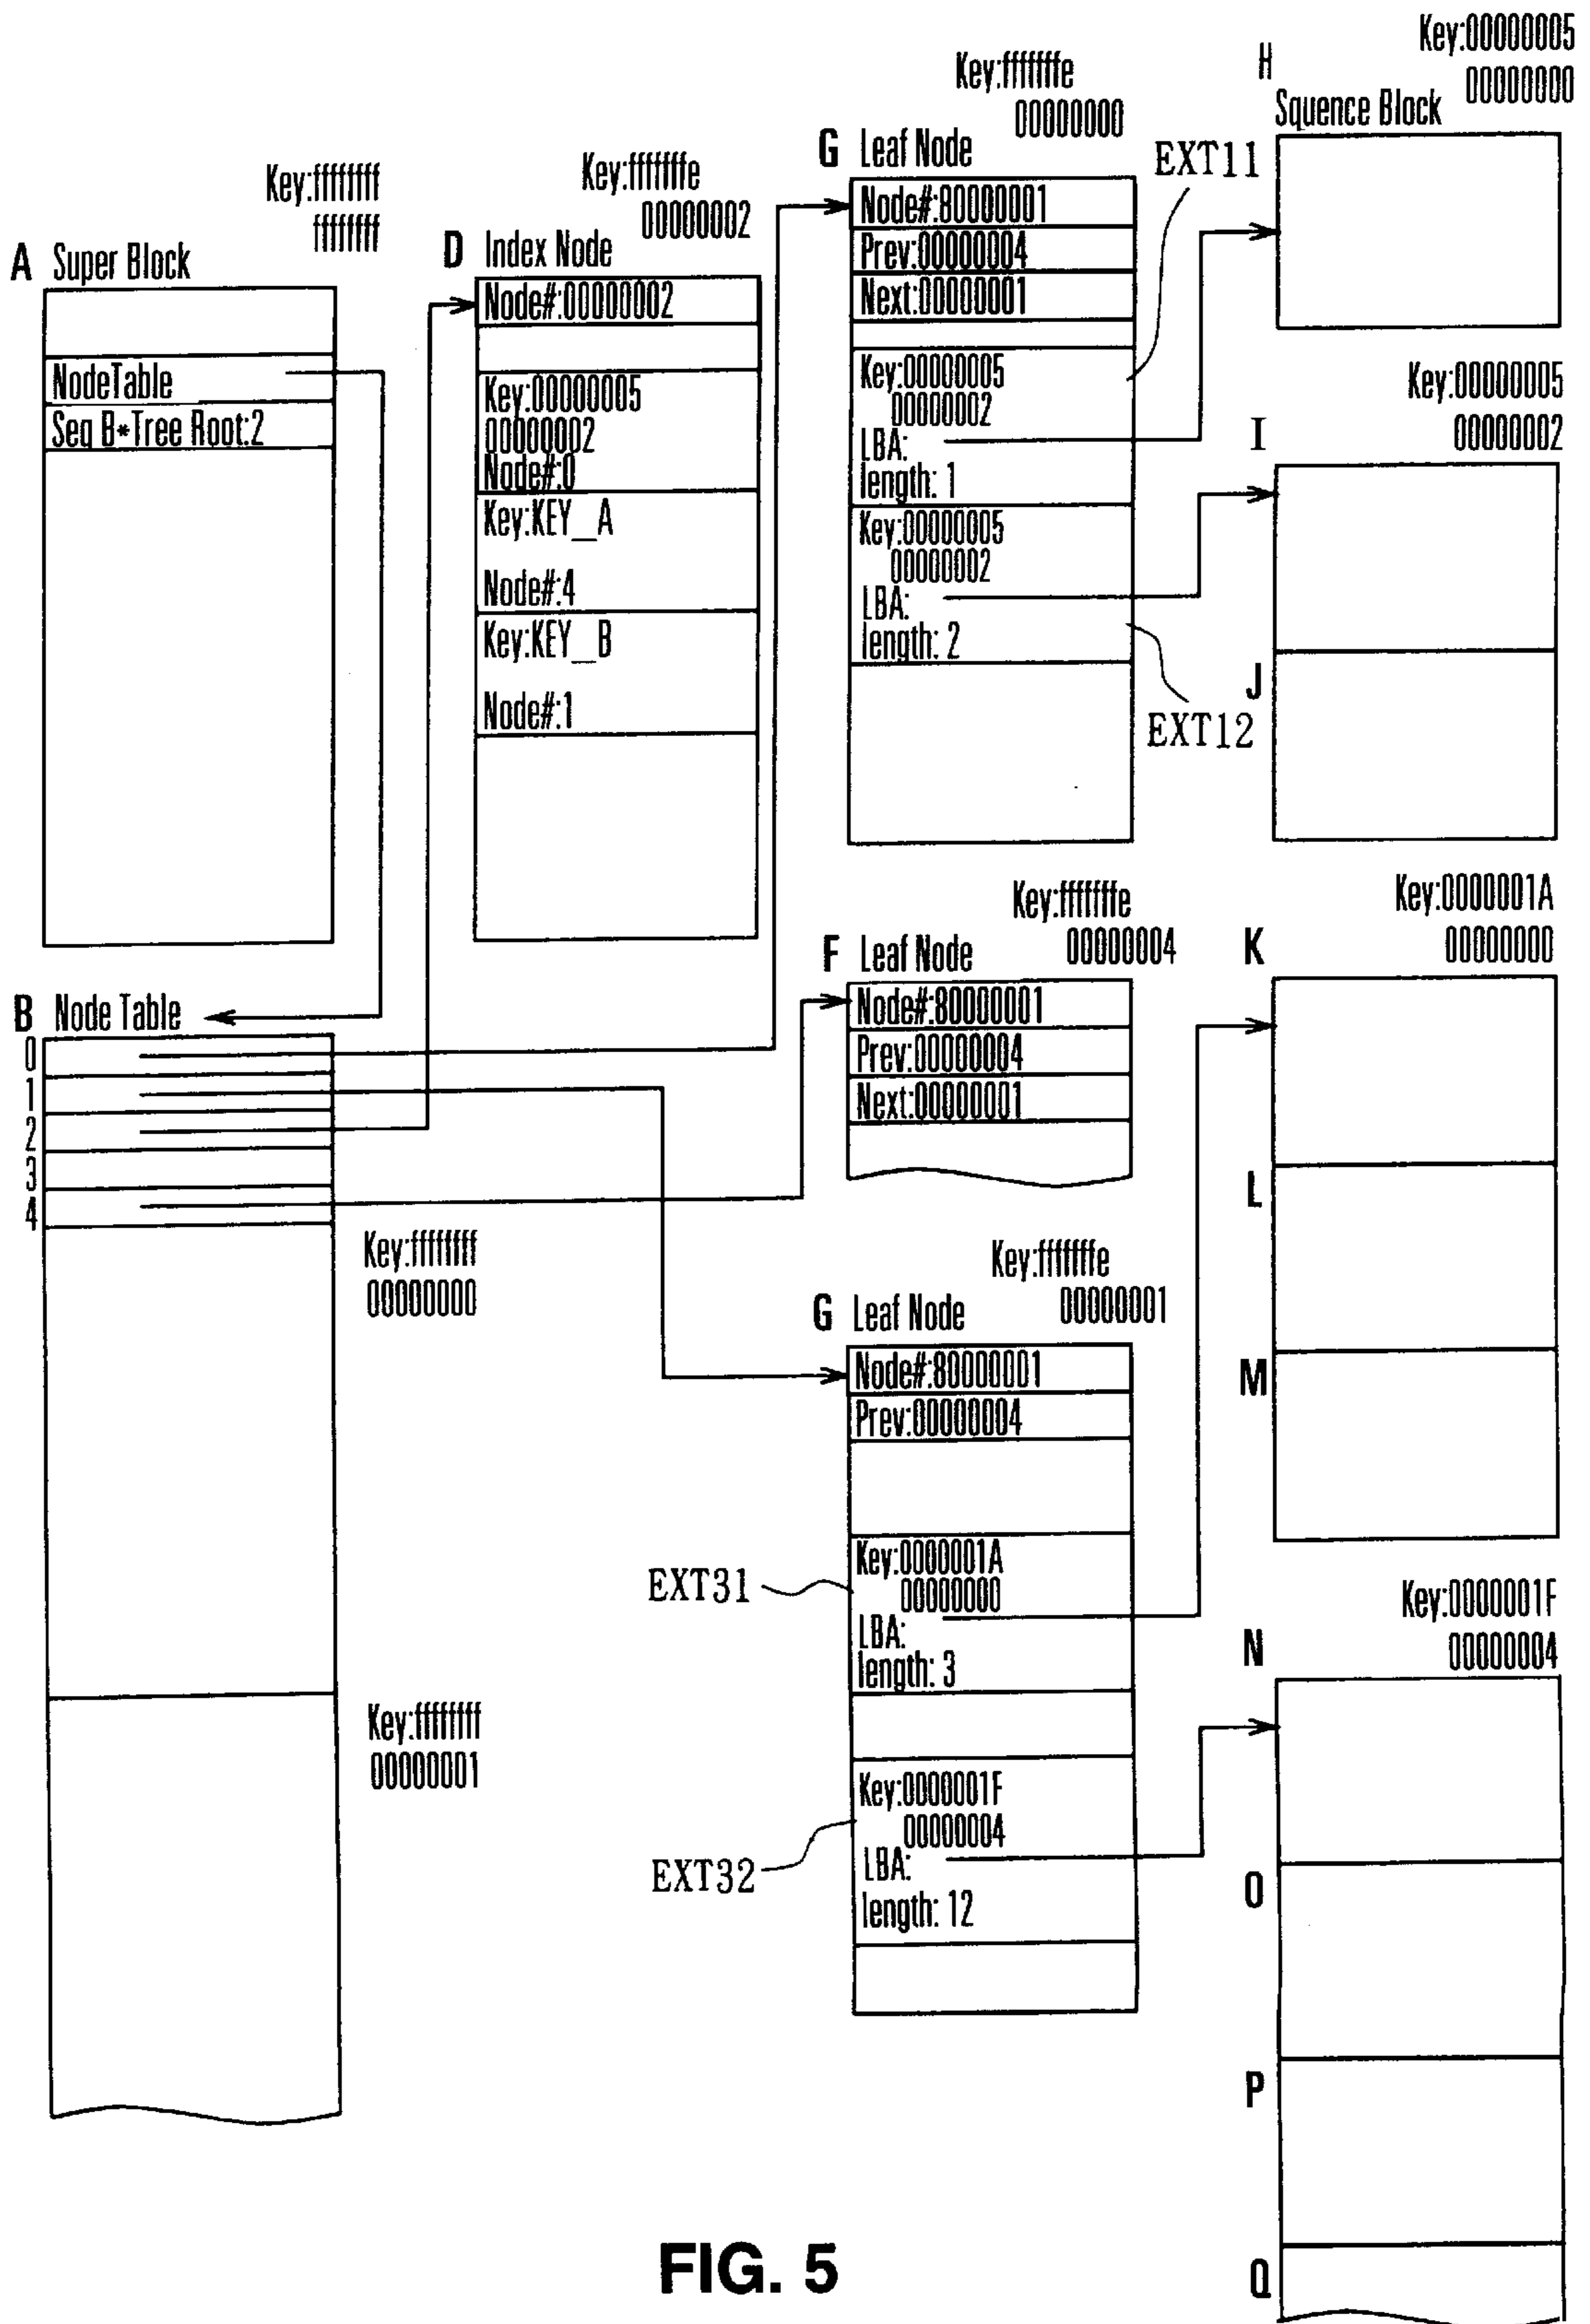 A Super Block
Key:ffffffff
ffffffff
NodeTable
Seq B*Tree Root:2
B Node Table
0
1
2
3
4
Key:ffffffff
00000000
Key:ffffffff
00000001
D Index Node
Key:fffffffe
00000002
Node#:00000002
Key:00000005
00000002
Node#:0
Key:KEY_A
Node#:4
Key:KEY_B
Node#:1
G Leaf Node
Key:fffffffe
00000000
Node#:80000001
Prev:00000004
Next:00000001
Key:00000005
00000002
LBA:
length: 1
Key:00000005
00000002
LBA:
length: 2
EXT11
EXT12
F Leaf Node
Key:fffffffe
00000004
Node#:80000001
Prev:00000004
Next:00000001
G Leaf Node
Key:fffffffe
00000001
Node#:80000001
Prev:00000004
Key:0000001A
00000000
LBA:
length: 3
Key:0000001F
00000004
LBA:
length: 12
EXT31
EXT32
H
Key:00000005
00000000
Squence Block
Key:00000005
00000002
I
J
Key:0000001A
00000000
K
L
M
Key:0000001F
00000004
N
O
P
Q
FIG. 5